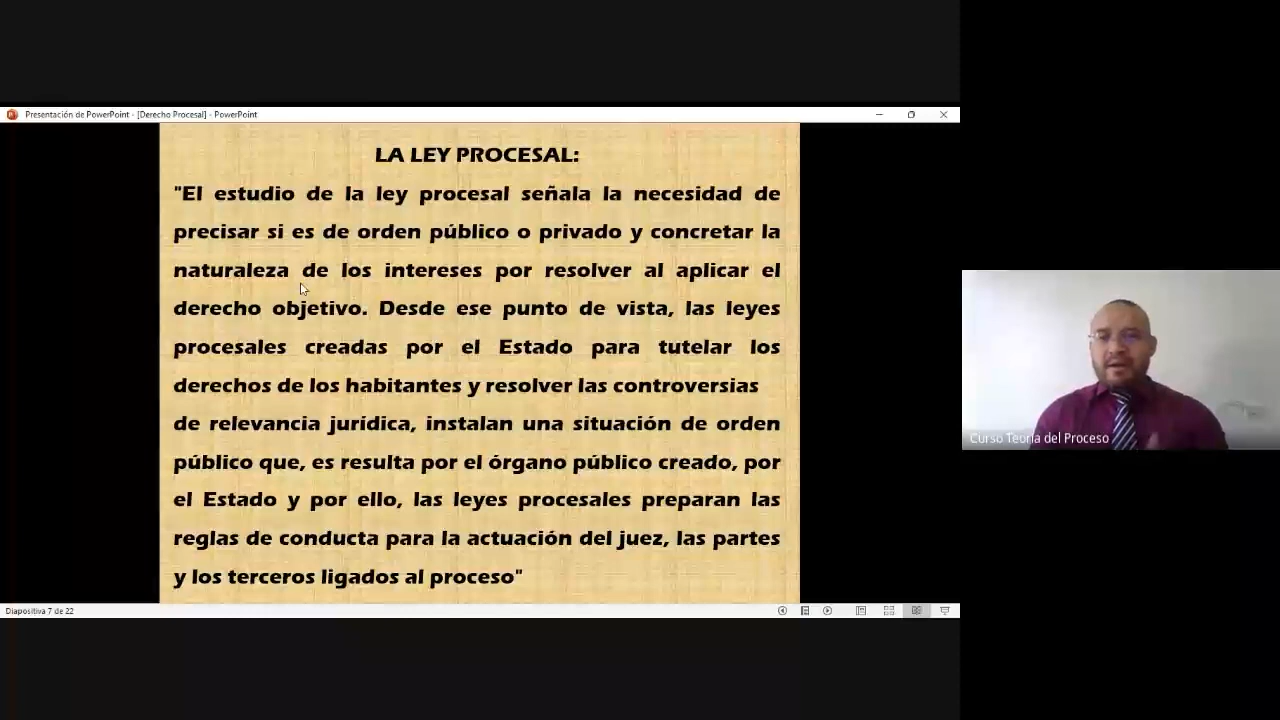 Presentación de PowerPoint - [Derecho Procesal] - PowerPoint
LA LEY PROCESAL:
"El estudio de la ley procesal señala la necesidad de
precisar si es de orden público o privado y concretar la
naturaleza de los intereses por resolver al aplicar el
derecho objetivo. Desde ese punto de vista, las leyes
procesales creadas por el Estado para tutelar los
derechos de los habitantes y resolver las controversias
de relevancia jurídica, instalan una situación de orden
público que, es resulta por el órgano público creado, por
el Estado y por ello, las leyes procesales preparan las
reglas de conducta para la actuación del juez, las partes
y los terceros ligados al proceso"
Diapositiva 7 de 22
Curso Teoría del Proceso